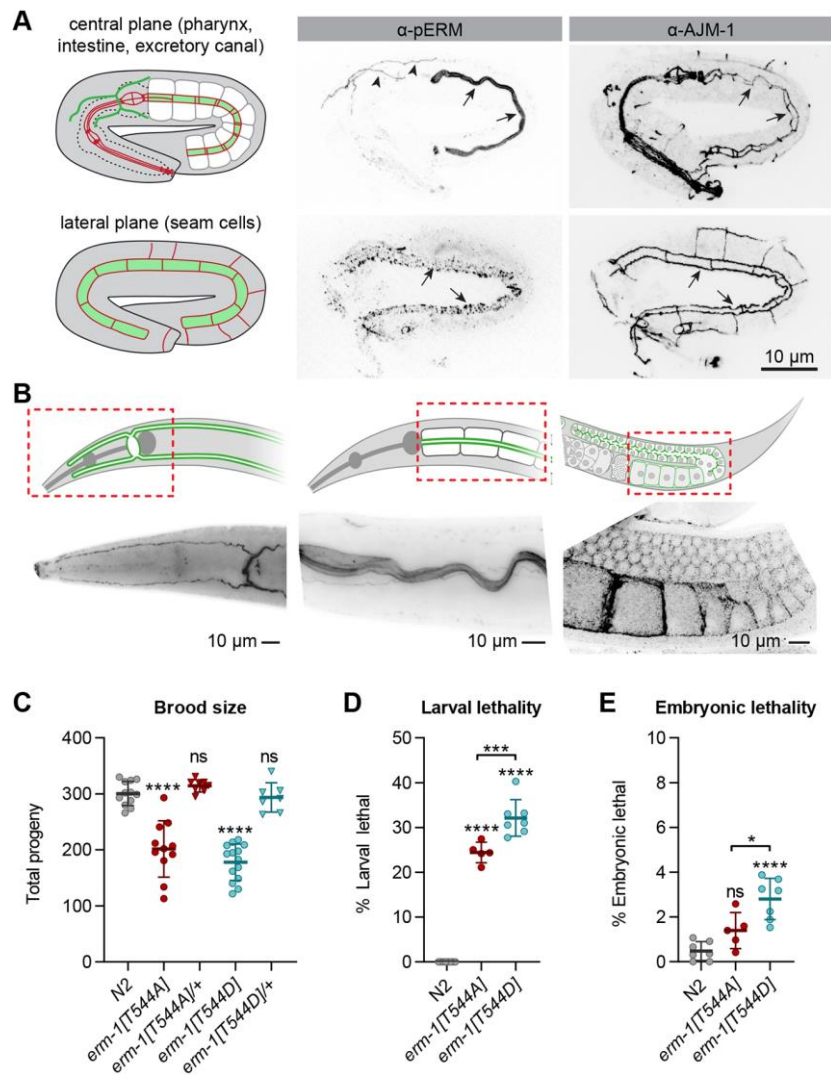 A
central plane (pharynx,
intestine, excretory canal)
α-pERM
α-AJM-1
lateral plane (seam cells)
10 µm
B
10 µm
10 µm
10 µm
C
Brood size
Total progeny
400
300
200
100
0
****
ns
****
ns
N2
erm-1[T544A]
erm-1[T544A]/+
erm-1[T544D]
erm-1[T544D]/+
D
Larval lethality
% Larval lethal
50
40
30
20
10
0
***
****
****
N2
erm-1[T544A]
erm-1[T544D]
E
Embryonic lethality
% Embryonic lethal
10
8
6
4
2
0
*
ns
****
N2
erm-1[T544A]
erm-1[T544D]